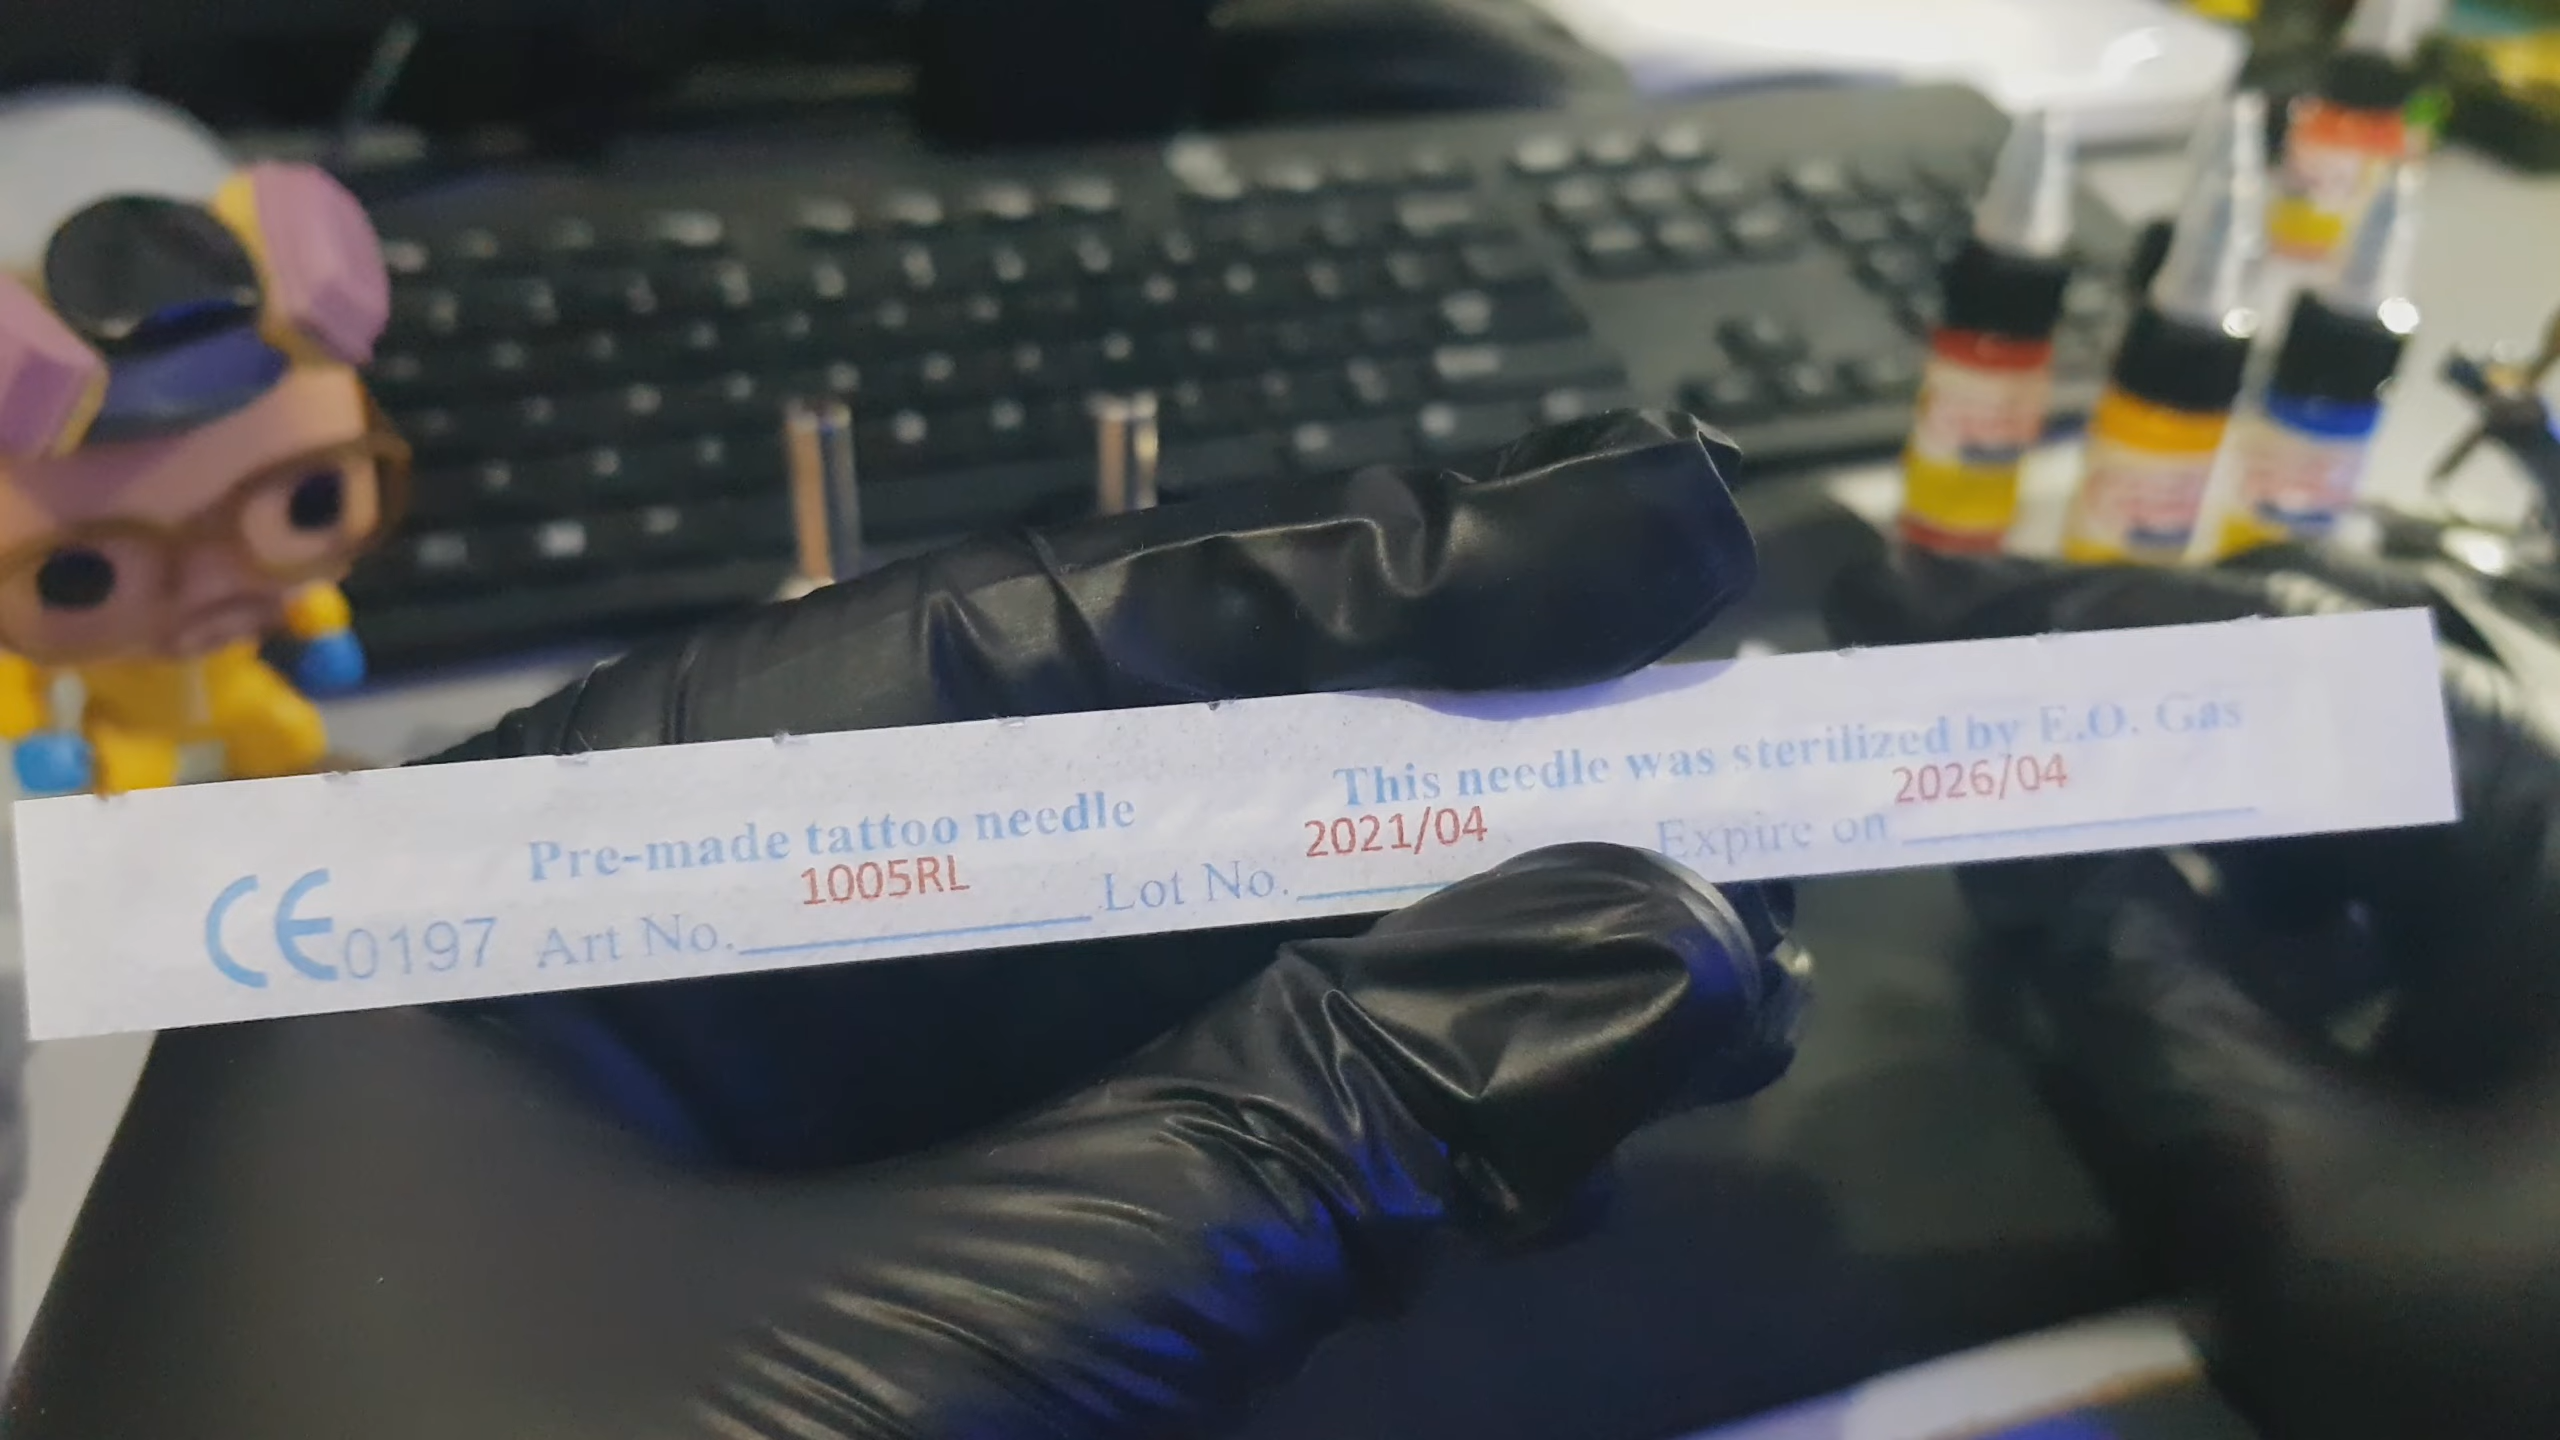 Pre-made tattoo needle
This needle was sterilized by E.O. Gas
CE0197 Art No. 1005RL Lot No. 2021/04 Expire on 2026/04